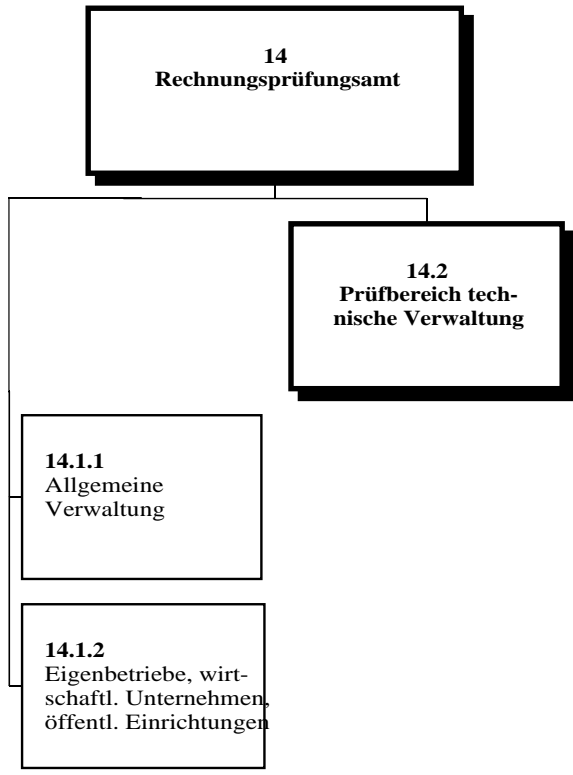 14
Rechnungsprüfungsamt
14.2
Prüfbereich tech-
nische Verwaltung
14.1.1
Allgemeine
Verwaltung
14.1.2
Eigenbetriebe, wirt-
schaftl. Unternehmen,
öffentl. Einrichtungen